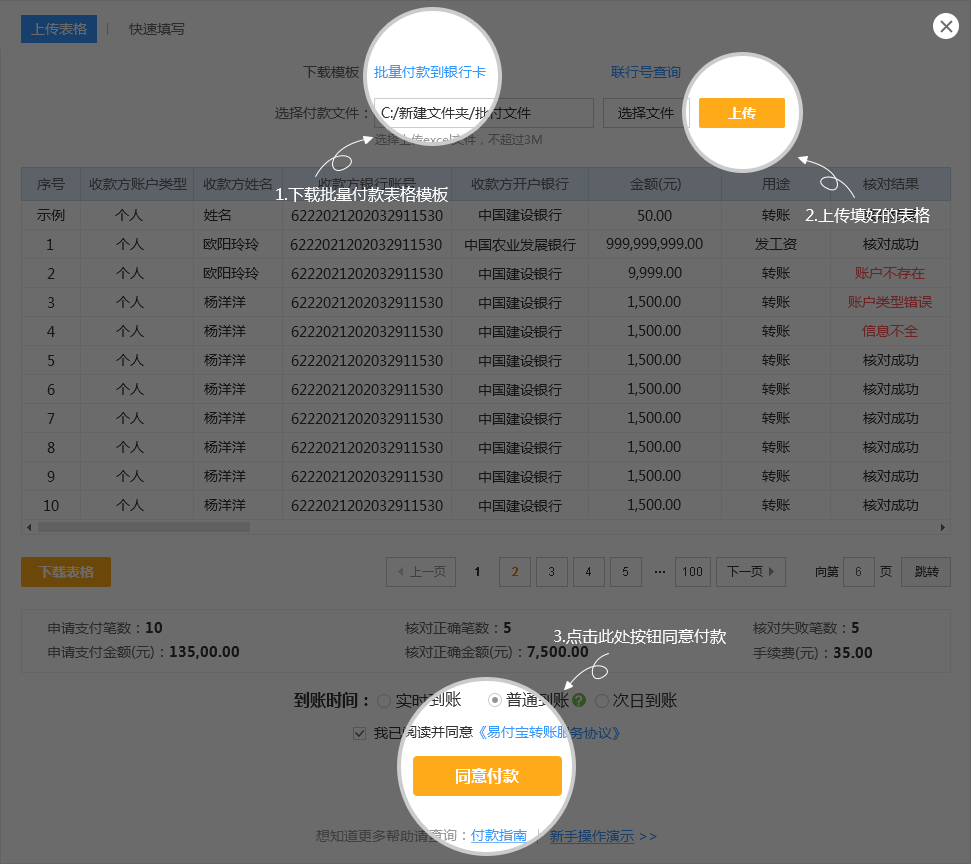 上传表格 | 快速填写
下载模板 批量付款到银行卡 联行号查询
选择付款文件： C:/新建文件夹/批付文件 选择文件 上传
选择上传excel文件，不超过3M
序号 收款方账户类型 收款方姓名 收款方银行账号 收款方开户银行 金额(元) 用途 核对结果
1.下载批量付款表格模板
2.上传填好的表格
示例 个人 姓名 6222021202032911530 中国建设银行 50.00 转账
1 个人 欧阳玲玲 6222021202032911530 中国农业发展银行 999,999,999.00 发工资 核对成功
2 个人 欧阳玲玲 6222021202032911530 中国建设银行 9,999.00 转账 账户不存在
3 个人 杨洋洋 6222021202032911530 中国建设银行 1,500.00 转账 账户类型错误
4 个人 杨洋洋 6222021202032911530 中国建设银行 1,500.00 转账 信息不全
5 个人 杨洋洋 6222021202032911530 中国建设银行 1,500.00 转账 核对成功
6 个人 杨洋洋 6222021202032911530 中国建设银行 1,500.00 转账 核对成功
7 个人 杨洋洋 6222021202032911530 中国建设银行 1,500.00 转账 核对成功
8 个人 杨洋洋 6222021202032911530 中国建设银行 1,500.00 转账 核对成功
9 个人 杨洋洋 6222021202032911530 中国建设银行 1,500.00 转账 核对成功
10 个人 杨洋洋 6222021202032911530 中国建设银行 1,500.00 转账 核对成功
下载表格 上一页 1 2 3 4 5 ··· 100 下一页 向第 6 页 跳转
申请支付笔数：10 核对正确笔数：5 核对失败笔数：5
3.点击此处按钮同意付款
申请支付金额(元)：135,00.00 核对正确金额(元)：7,500.00 手续费(元)：35.00
到账时间： 实时到账 普通到账 ? 次日到账
我已阅读并同意《易付宝转账服务协议》
同意付款
想知道更多帮助请查询：付款指南 | 新手操作演示 >>